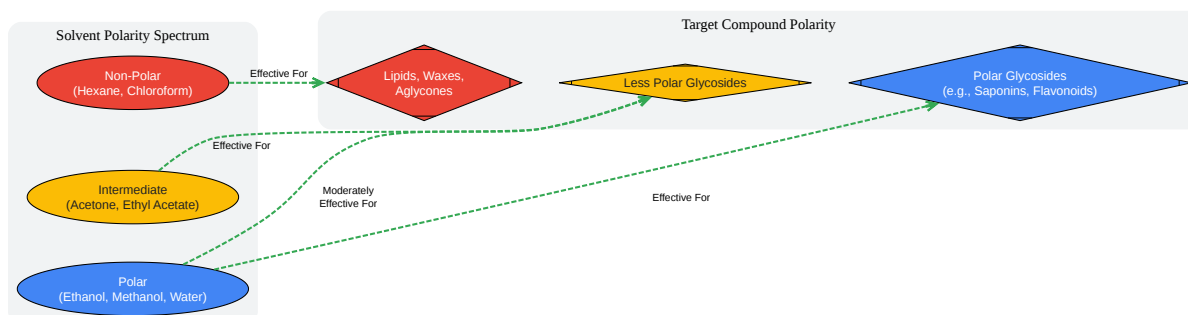 Target Compound Polarity
Solvent Polarity Spectrum
Non-Polar
(Hexane, Chloroform)
Effective For
Lipids, Waxes,
Aglycones
Less Polar Glycosides
Polar Glycosides
(e.g., Saponins, Flavonoids)
Effective For
Intermediate
(Acetone, Ethyl Acetate)
Moderately
Effective For
Effective For
Polar
(Ethanol, Methanol, Water)